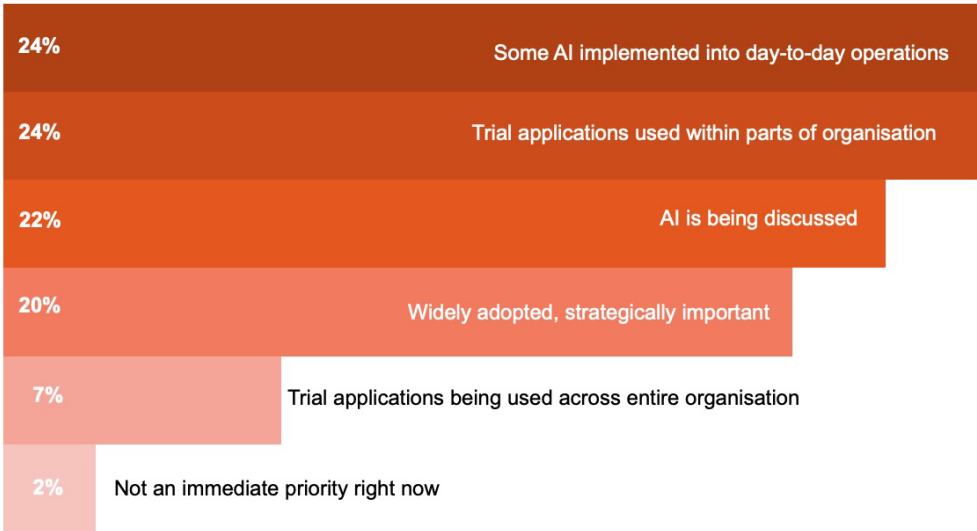 24% Some AI implemented into day-to-day operations
24% Trial applications used within parts of organisation
22% AI is being discussed
20% Widely adopted, strategically important
7% Trial applications being used across entire organisation
2% Not an immediate priority right now